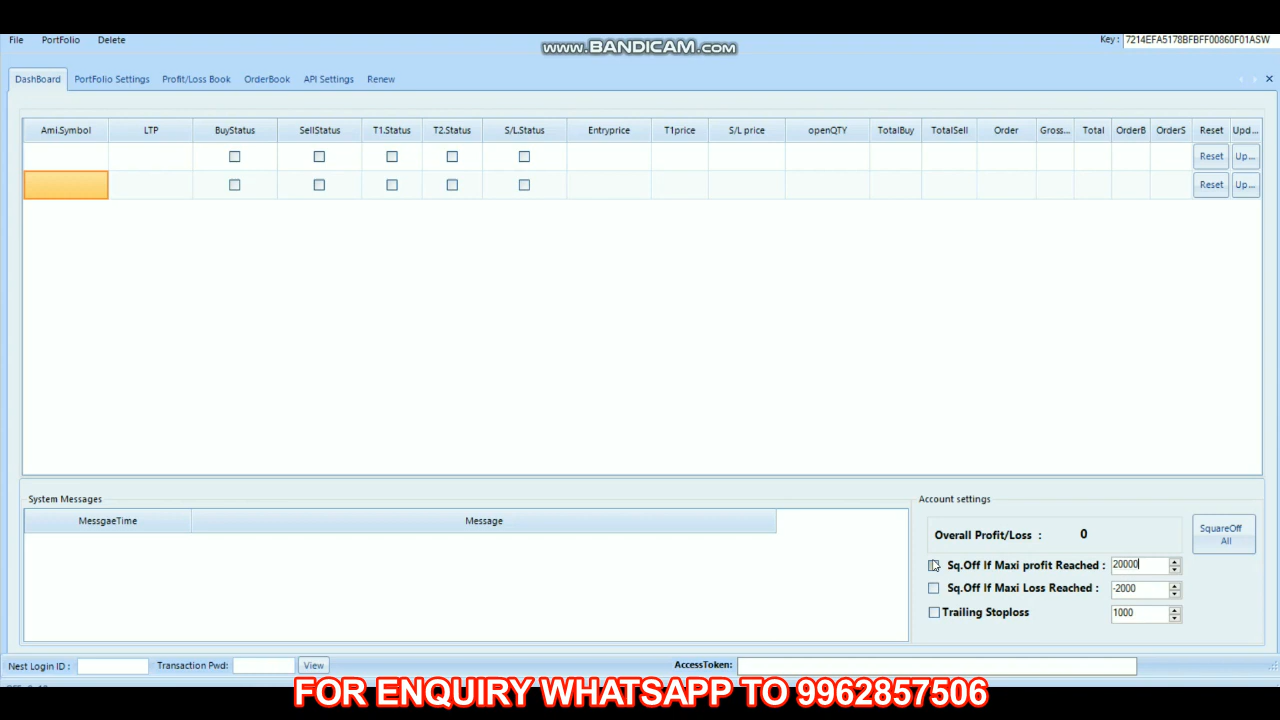 www.BANDICAM.com
File PortFolio Delete Key : 7214EFA5178BFBFF00860F01ASW
DashBoard PortFolio Settings Profit/Loss Book OrderBook API Settings Renew
Ami.Symbol LTP BuyStatus SellStatus T1.Status T2.Status S/L.Status Entryprice T1price S/L price openQTY TotalBuy TotalSell Order Gross... Total OrderB OrderS Reset Upd...
Reset Up...
Reset Up...
System Messages Account settings
MessgaeTime Message
Overall Profit/Loss : 0 SquareOff All
Sq.Off If Maxi profit Reached : 20000
Sq.Off If Maxi Loss Reached : -2000
Trailing Stoploss 1000
Nest Login ID : Transaction Pwd: View AccessToken:
FOR ENQUIRY WHATSAPP TO 9962857506